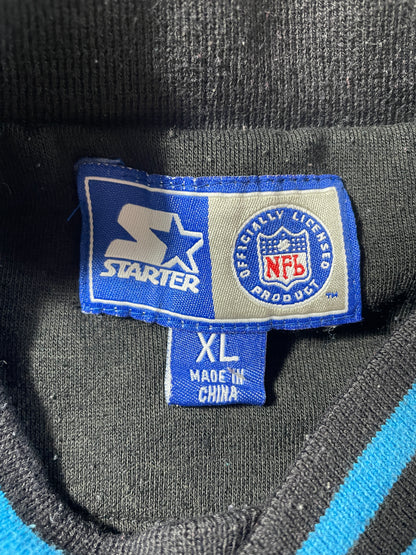 STARTER
OFFICIALLY LICENSED
NFL
PRODUCT
™
XL
MADE IN
CHINA